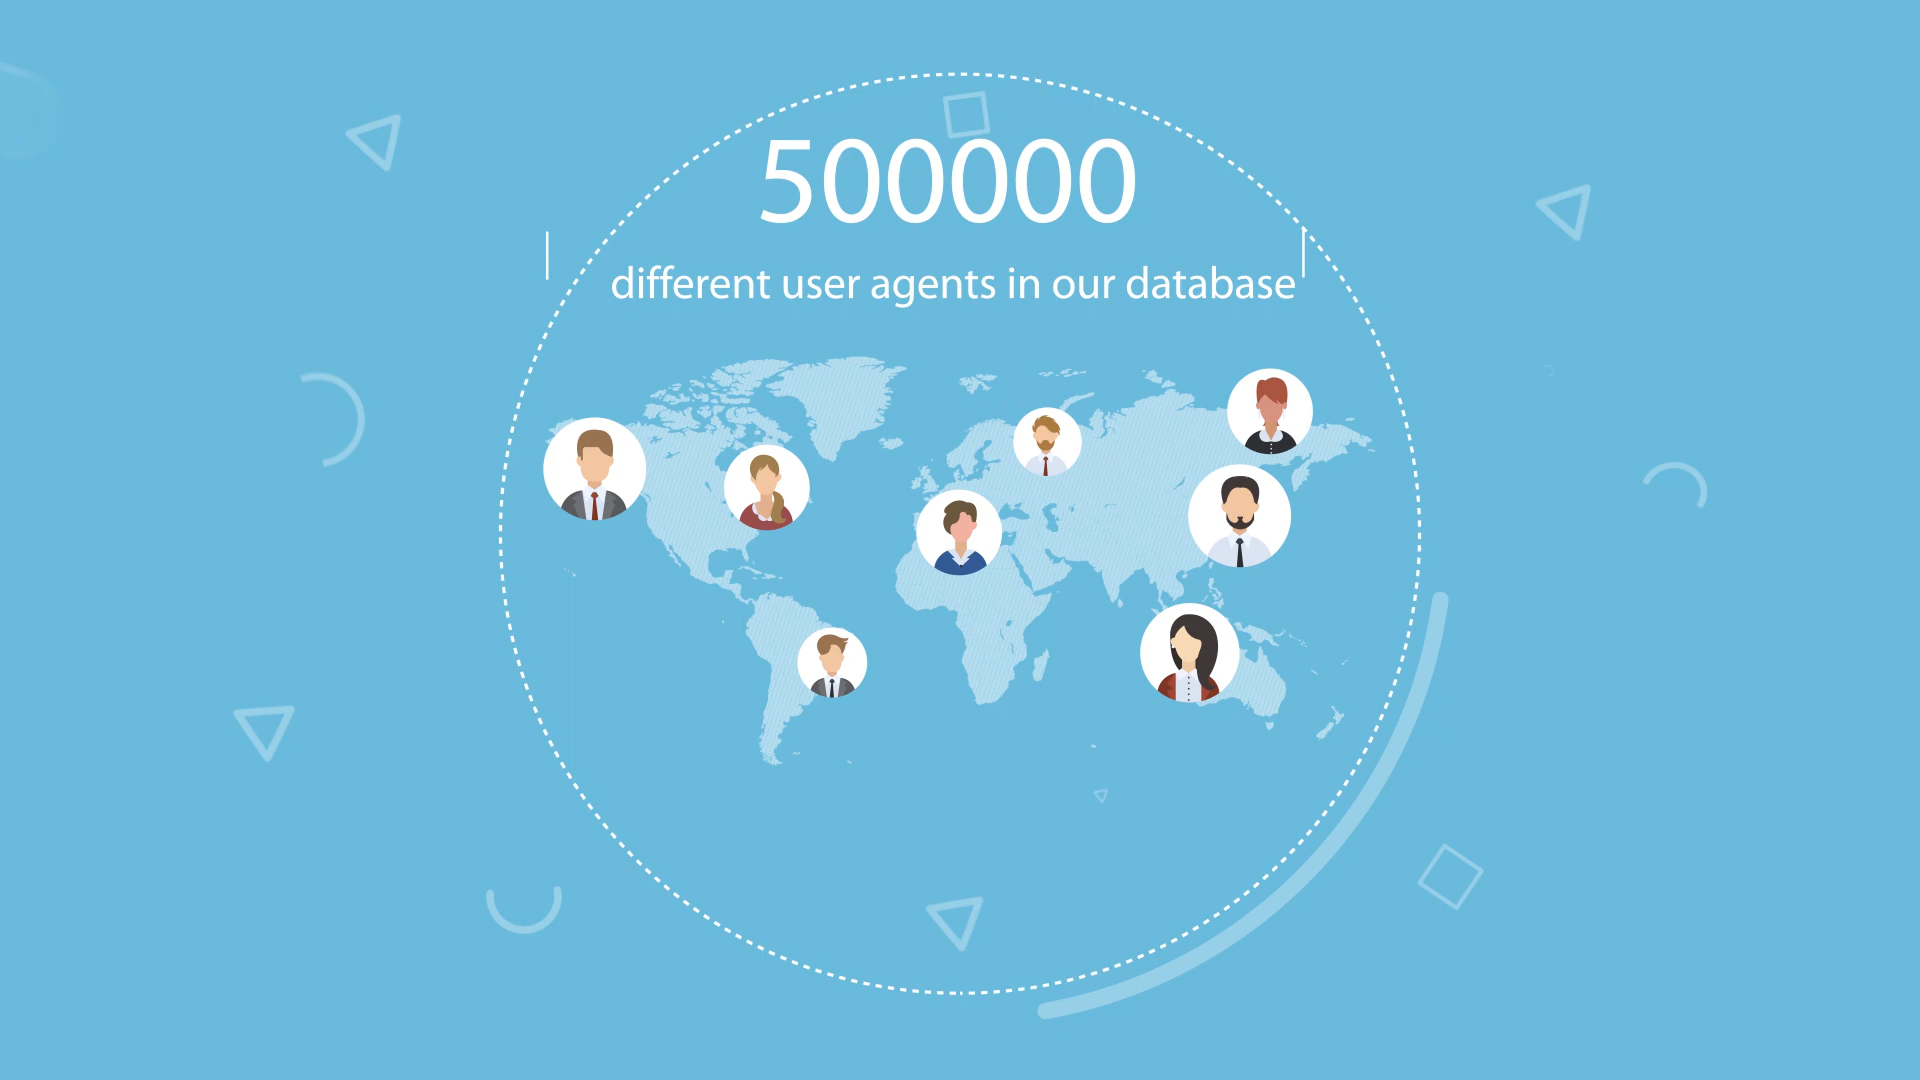 500000
different user agents in our database